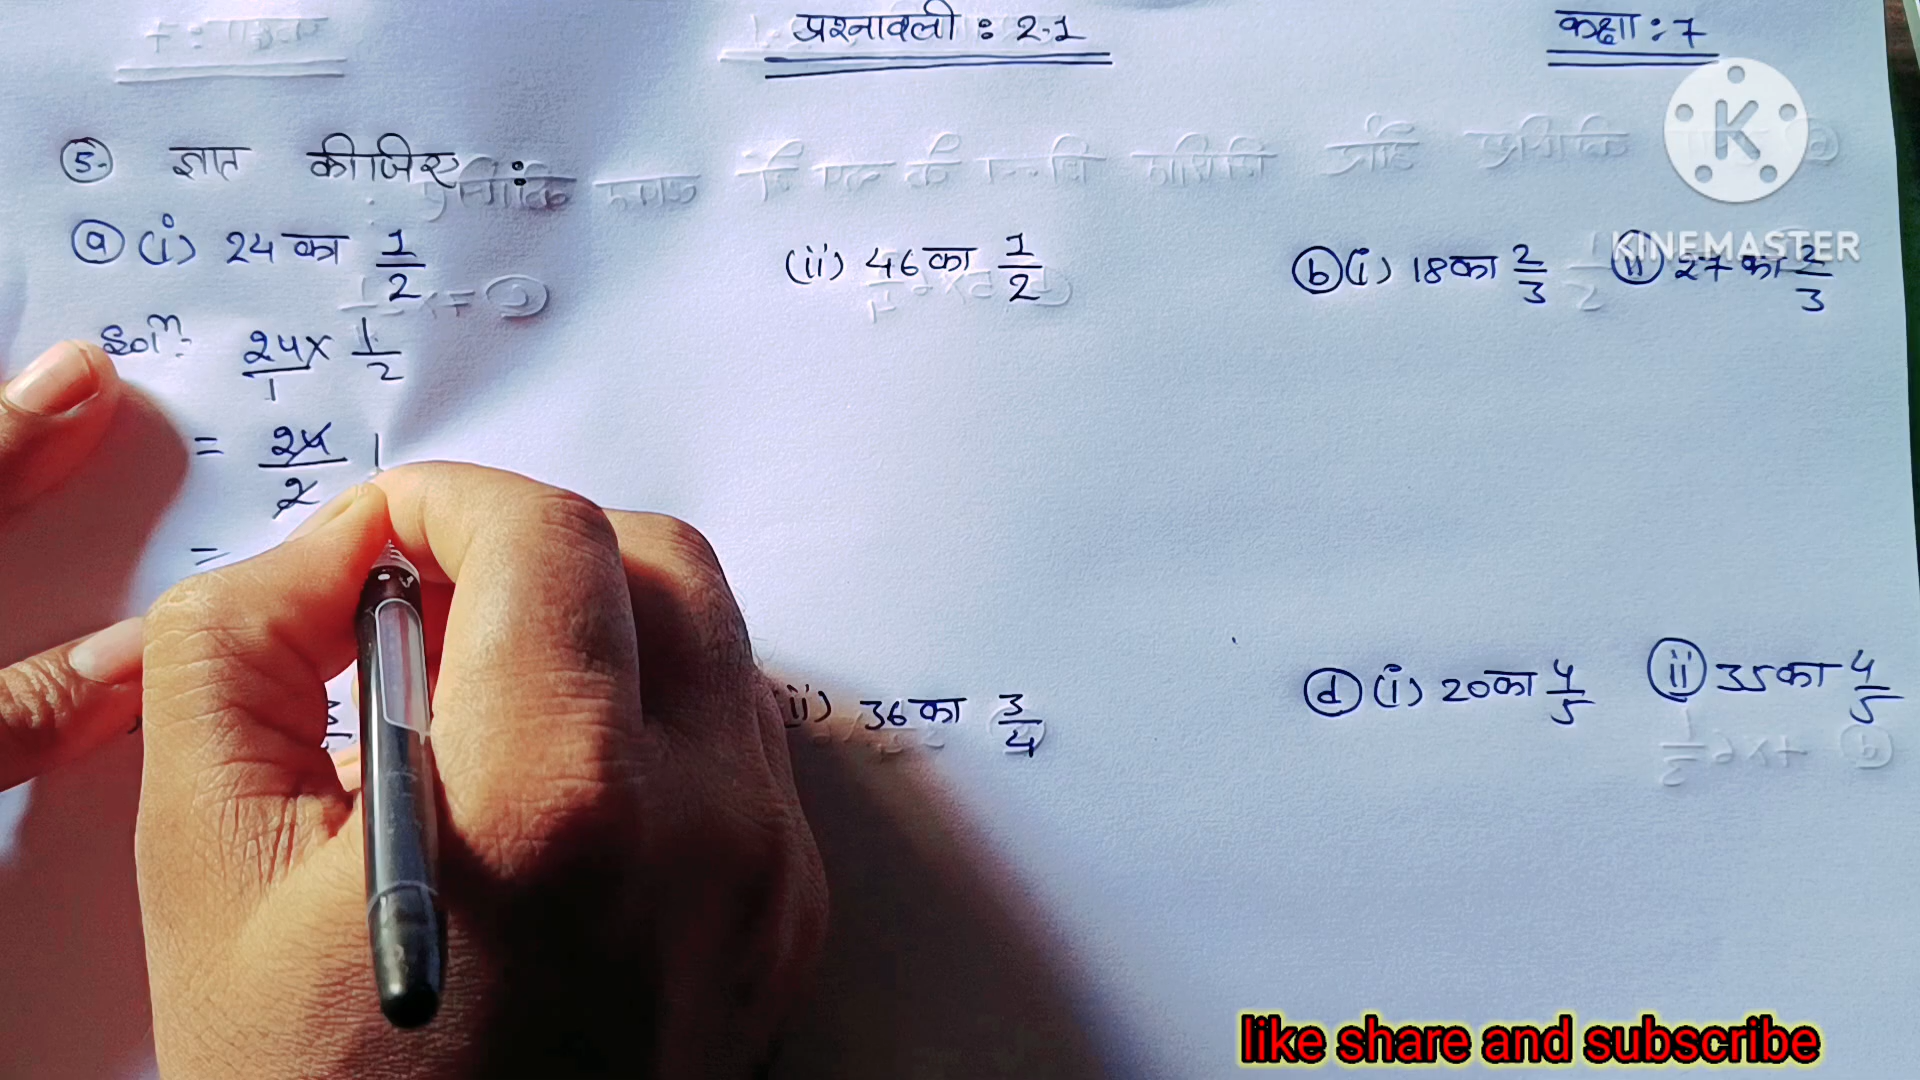 प्रश्नावली : 2.1
कक्षा : 7
5. ज्ञात कीजिए :
a (i) 24 का 1/2
(ii) 46 का 1/2
b (i) 18 का 2/3
ii 27 का 2/3
Solⁿ: 24/1 × 1/2
= 24/2
=
ii) 36 का 3/4
d (i) 20 का 4/5
ii 35 का 4/5
K
KINEMASTER
like share and subscribe